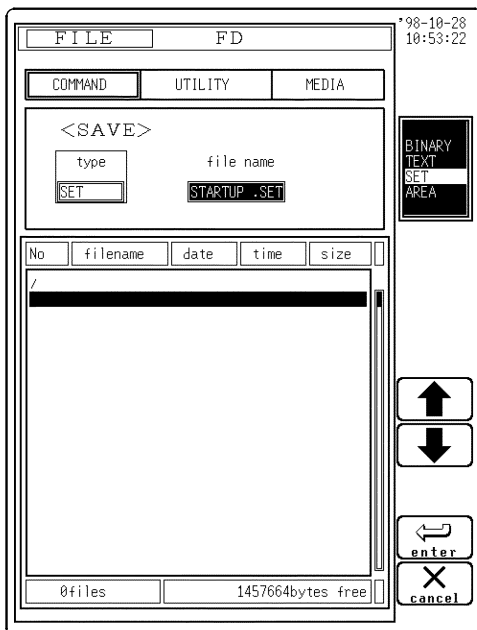 '98-10-28
10:53:22
FILE FD
COMMAND UTILITY MEDIA
<SAVE>
type file name
SET STARTUP .SET
BINARY
TEXT
SET
AREA
No filename date time size
/
enter
cancel
0files 1457664bytes free